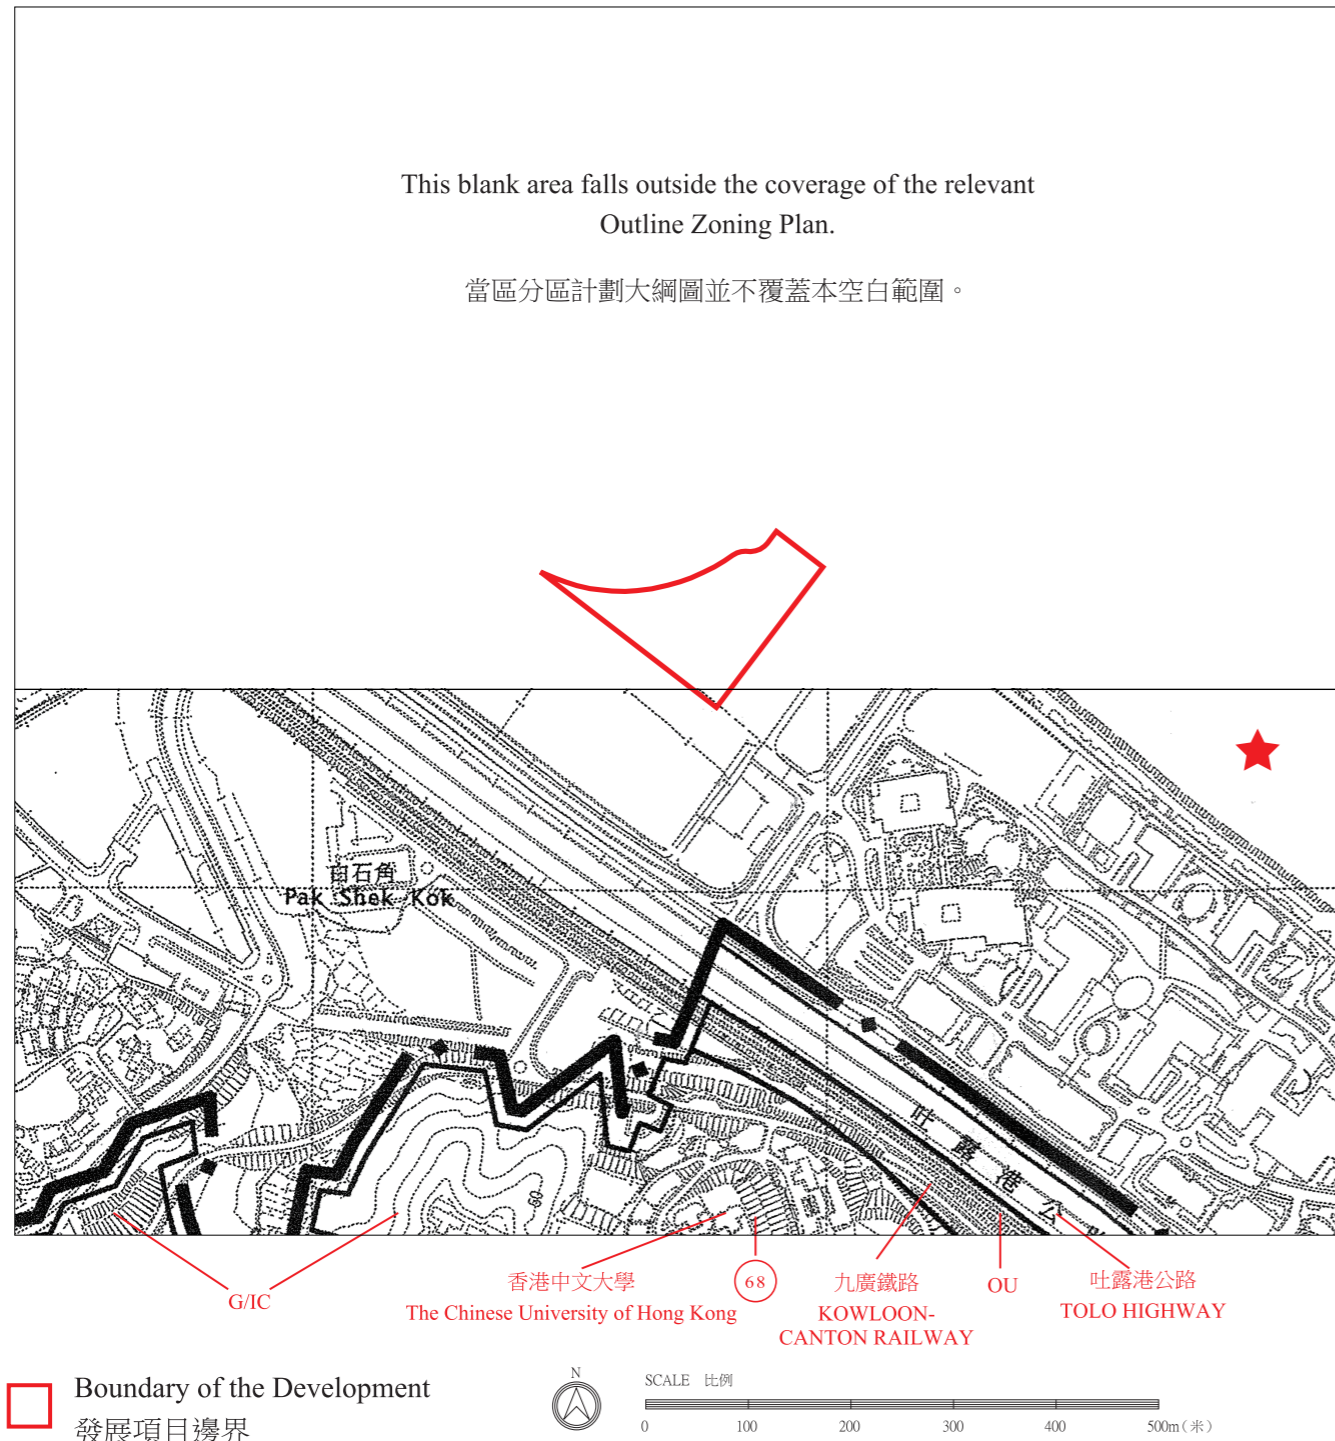 This blank area falls outside the coverage of the relevant
Outline Zoning Plan.
當區分區計劃大綱圖並不覆蓋本空白範圍。
白石角
Pak Shek Kok
60
吐露港公
G/IC
香港中文大學
The Chinese University of Hong Kong
68
九廣鐵路
KOWLOON-
CANTON RAILWAY
OU
吐露港公路
TOLO HIGHWAY
Boundary of the Development
發展項目邊界
N
SCALE 比例
0 100 200 300 400 500m(米)